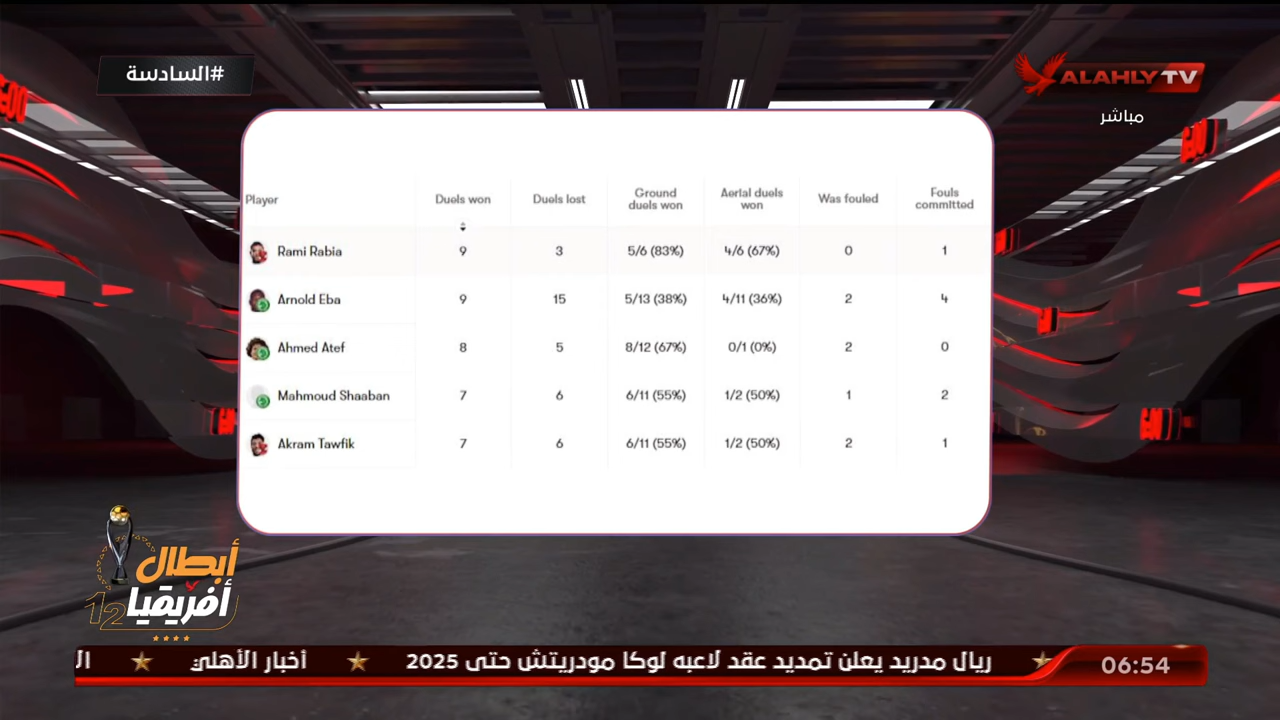 #السادسة
ALAHLY TV
مباشر
Player Duels won Duels lost Ground duels won Aerial duels won Was fouled Fouls committed
Rami Rabia 9 3 5/6 (83%) 4/6 (67%) 0 1
Arnold Eba 9 15 5/13 (38%) 4/11 (36%) 2 4
Ahmed Atef 8 5 8/12 (67%) 0/1 (0%) 2 0
Mahmoud Shaaban 7 6 6/11 (55%) 1/2 (50%) 1 2
Akram Tawfik 7 6 6/11 (55%) 1/2 (50%) 2 1
أبطال
أفريقيا
12
ريال مدريد يعلن تمديد عقد لاعبه لوكا مودريتش حتى 2025 أخبار الأهلي
06:54